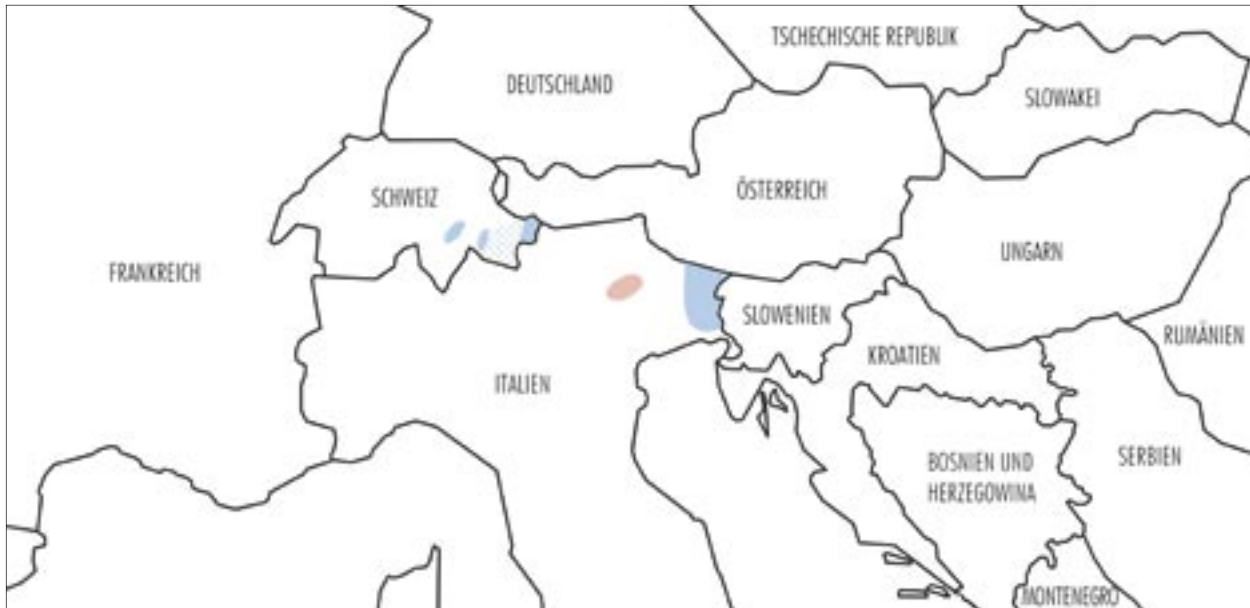 TSCHECHISCHE REPUBLIK
DEUTSCHLAND
SLOWAKEI
SCHWEIZ
ÖSTERREICH
FRANKREICH
UNGARN
SLOWENIEN
RUMÄNIEN
KROATIEN
ITALIEN
SERBIEN
BOSNIEN UND
HERZEGOWINA
MONTENEGRO